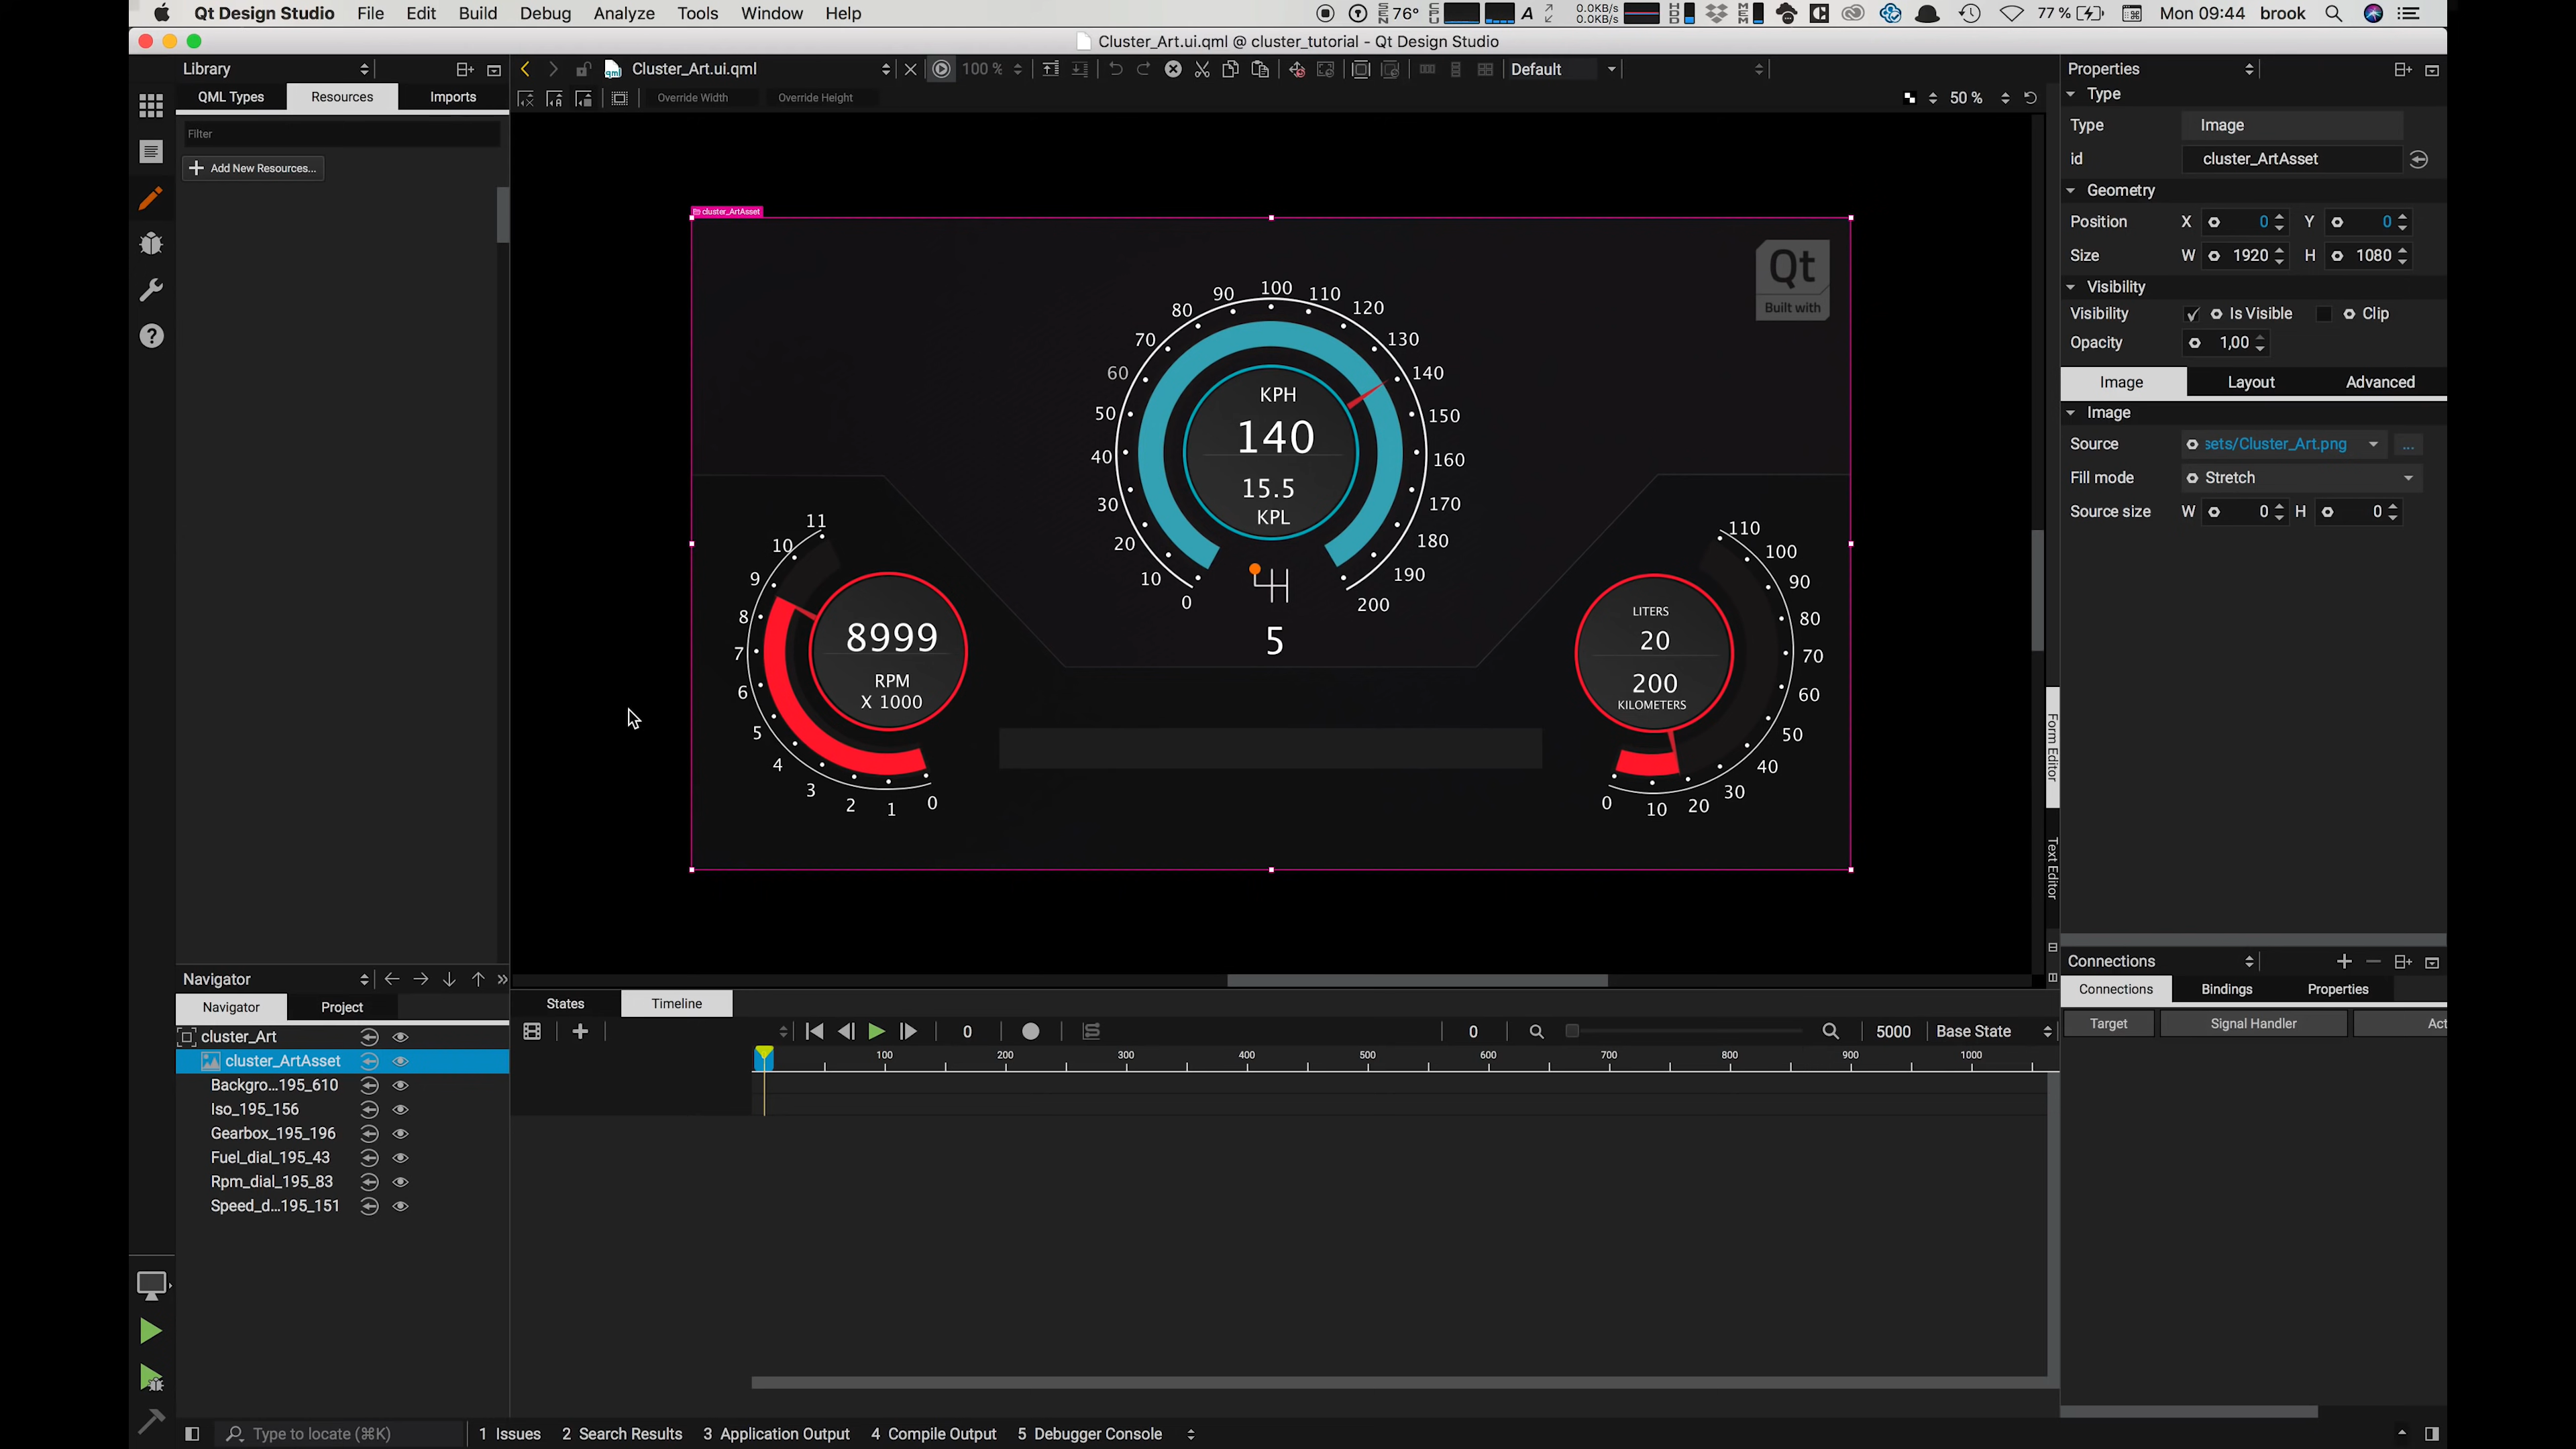 Qt Design Studio File Edit Build Debug Analyze Tools Window Help
76° 0.0KB/s 0.0KB/s 77 % Mon 09:44 brook
Cluster_Art.ui.qml @ cluster_tutorial - Qt Design Studio
Library
QML Types Resources Imports
Filter
Add New Resources...
Cluster_Art.ui.qml 100 % Default
Override Width Override Height 50 %
cluster_ArtAsset
Qt
Built with
0 10 20 30 40 50 60 70 80 90 100 110 120 130 140 150 160 170 180 190 200
KPH
140
15.5
KPL
5
11 10 9 8 7 6 5 4 3 2 1 0
8999
RPM
X 1000
110 100 90 80 70 60 50 40 30 20 10 0
LITERS
20
200
KILOMETERS
Form Editor
Text Editor
Properties
Type
Type Image
id cluster_ArtAsset
Geometry
Position X 0 Y 0
Size W 1920 H 1080
Visibility
Visibility Is Visible Clip
Opacity 1,00
Image Layout Advanced
Image
Source sets/Cluster_Art.png ...
Fill mode Stretch
Source size W 0 H 0
Connections
Connections Bindings Properties
Target Signal Handler Act
Navigator
Navigator Project
cluster_Art
cluster_ArtAsset
Backgro...195_610
Iso_195_156
Gearbox_195_196
Fuel_dial_195_43
Rpm_dial_195_83
Speed_d...195_151
States Timeline
0 0 5000 Base State
100 200 300 400 500 600 700 800 900 1000
Type to locate (⌘K) 1 Issues 2 Search Results 3 Application Output 4 Compile Output 5 Debugger Console